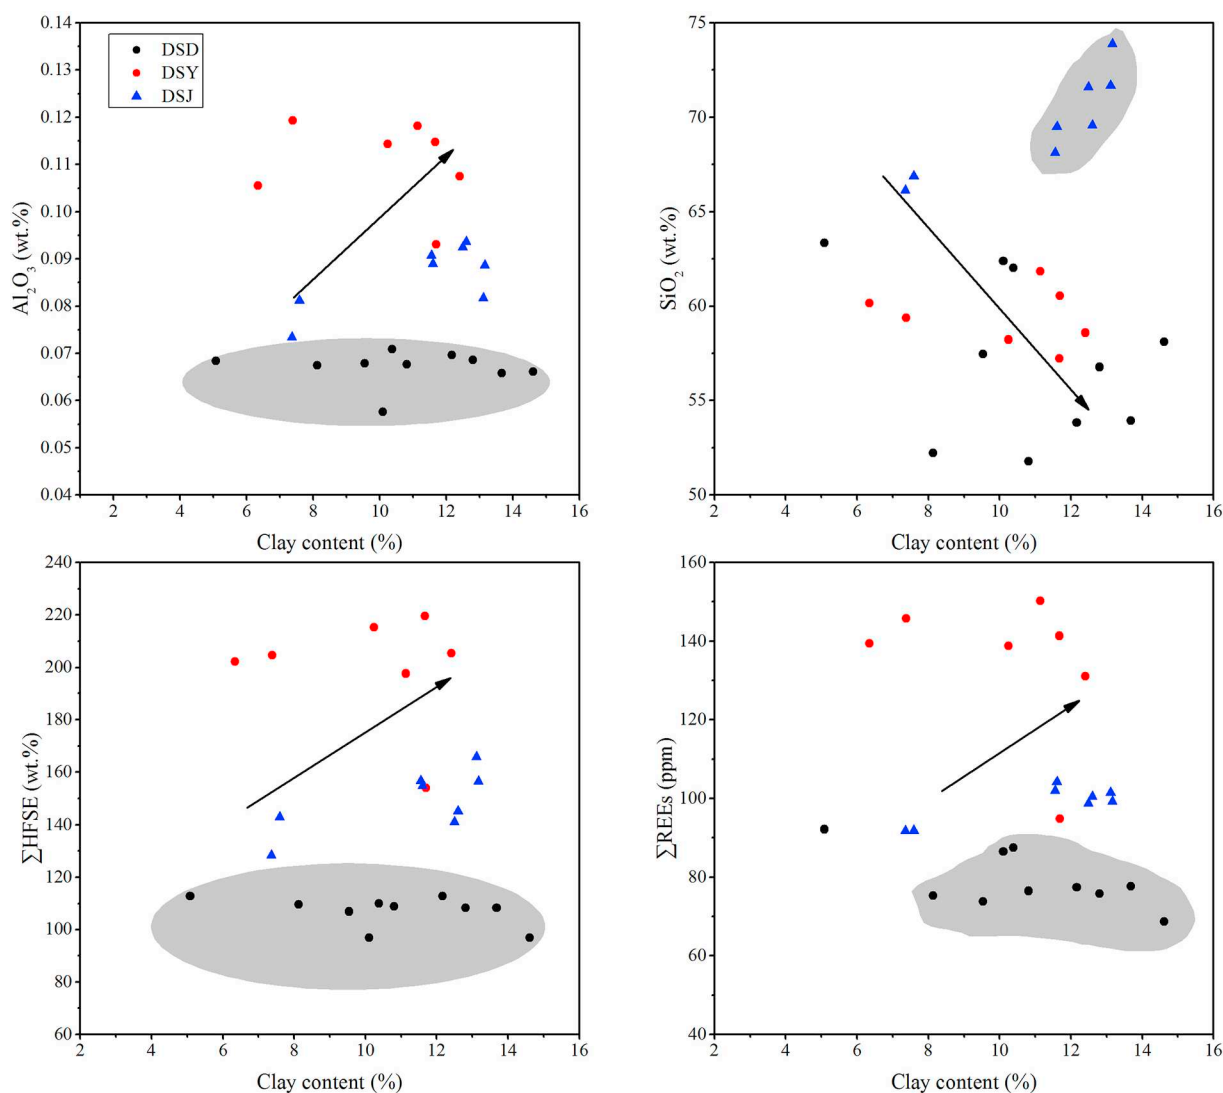 0.14
0.13
0.12
0.11
0.10
0.09
0.08
0.07
0.06
0.05
0.04
Al₂O₃ (wt.%)
DSD
DSY
DSJ
2 4 6 8 10 12 14 16
Clay content (%)
75
70
65
60
55
50
SiO₂ (wt.%)
2 4 6 8 10 12 14 16
Clay content (%)
240
220
200
180
160
140
120
100
80
60
∑HFSE (wt.%)
2 4 6 8 10 12 14 16
Clay content (%)
160
140
120
100
80
60
40
∑REEs (ppm)
2 4 6 8 10 12 14 16
Clay content (%)